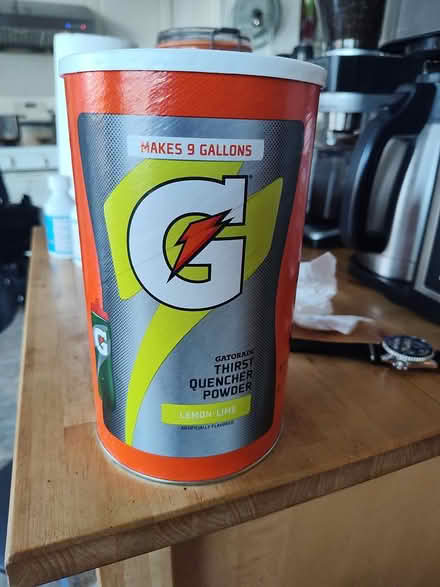 MAKES 9 GALLONS
G
G
GATORADE
THIRST
QUENCHER
POWDER
LEMON-LIME
ARTIFICIALLY FLAVORED